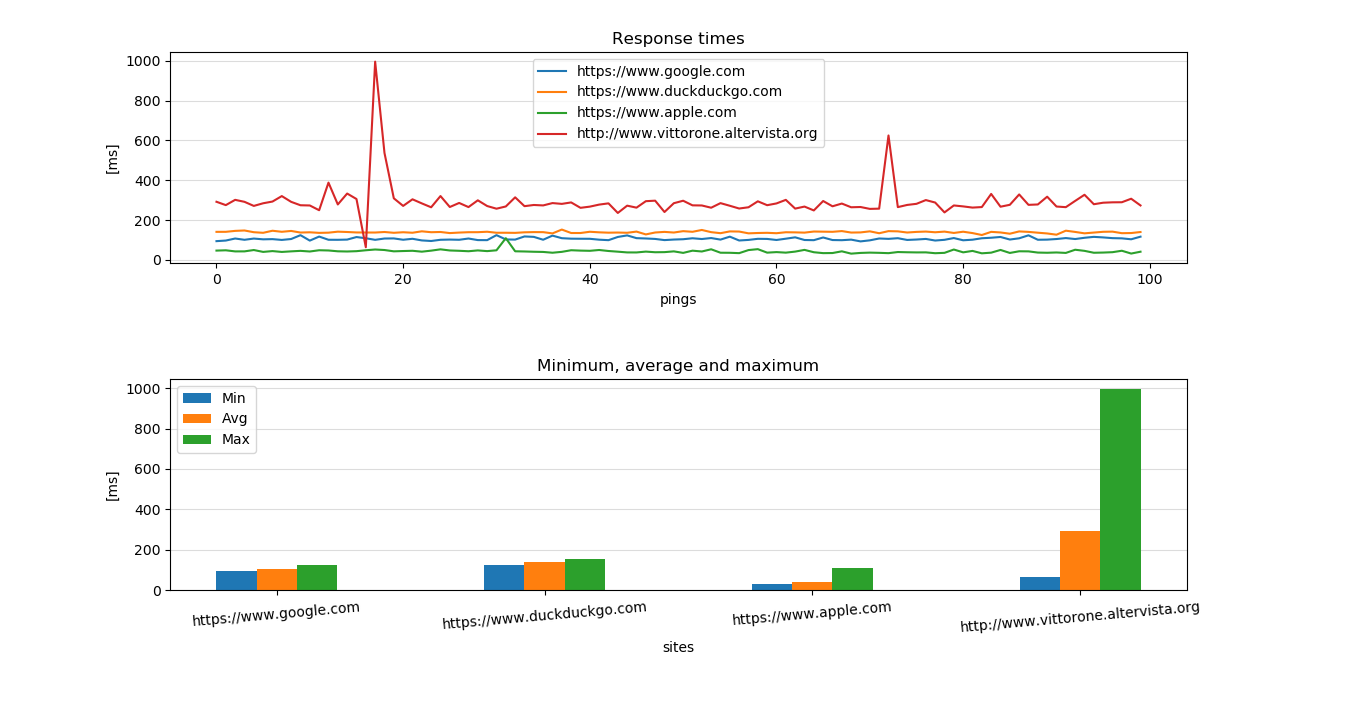 Response times
1000
800
600
400
200
0
[ms]
https://www.google.com
https://www.duckduckgo.com
https://www.apple.com
http://www.vittorone.altervista.org
0 20 40 60 80 100
pings
Minimum, average and maximum
1000
800
600
400
200
0
[ms]
Min
Avg
Max
https://www.google.com https://www.duckduckgo.com https://www.apple.com http://www.vittorone.altervista.org
sites